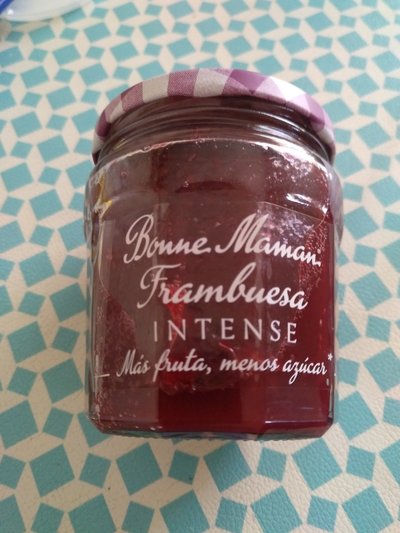 Bonne Maman
Frambuesa
INTENSE
Más fruta, menos azúcar*